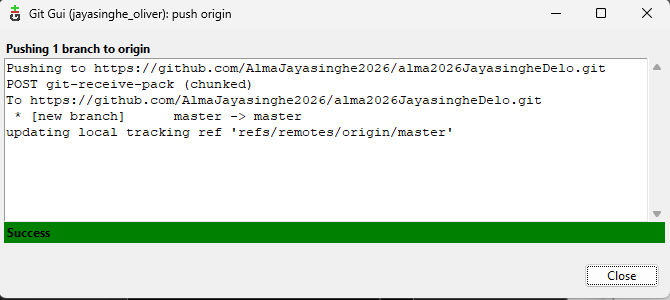 Git Gui (jayasinghe_oliver): push origin
Pushing 1 branch to origin
Pushing to https://github.com/AlmaJayasinghe2026/alma2026JayasingheDelo.git
POST git-receive-pack (chunked)
To https://github.com/AlmaJayasinghe2026/alma2026JayasingheDelo.git
 * [new branch]      master -> master
updating local tracking ref 'refs/remotes/origin/master'
Success
Close